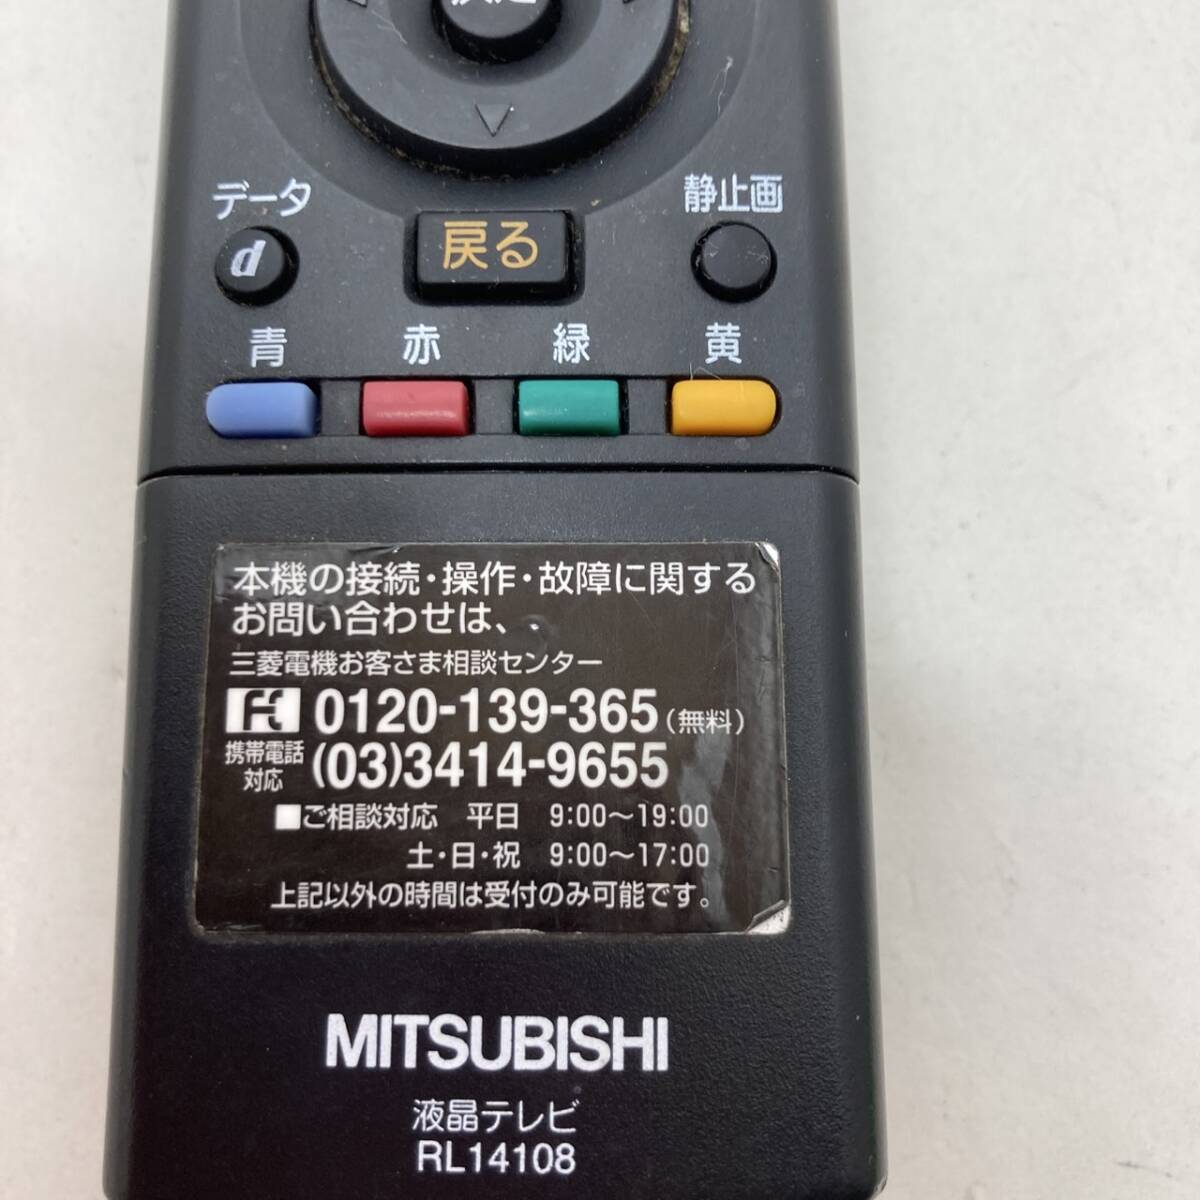 データ
静止画
d
戻る
青 赤 緑 黄
本機の接続・操作・故障に関する
お問い合わせは、
三菱電機お客さま相談センター
0120-139-365(無料)
携帯電話対応 (03)3414-9655
■ご相談対応 平日 9:00～19:00
土・日・祝 9:00～17:00
上記以外の時間は受付のみ可能です。
MITSUBISHI
液晶テレビ
RL14108